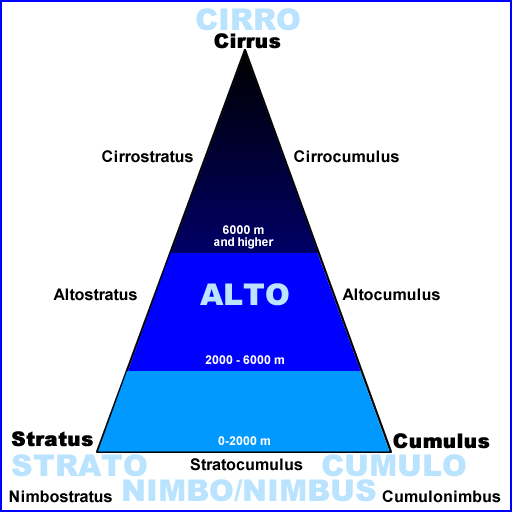 CIRRO
Cirrus
Cirrostratus
Cirrocumulus
6000 m
and higher
Altostratus
ALTO
Altocumulus
2000 - 6000 m
Stratus
0-2000 m
Cumulus
STRATO
Stratocumulus
CUMULO
Nimbostratus
NIMBO/NIMBUS
Cumulonimbus